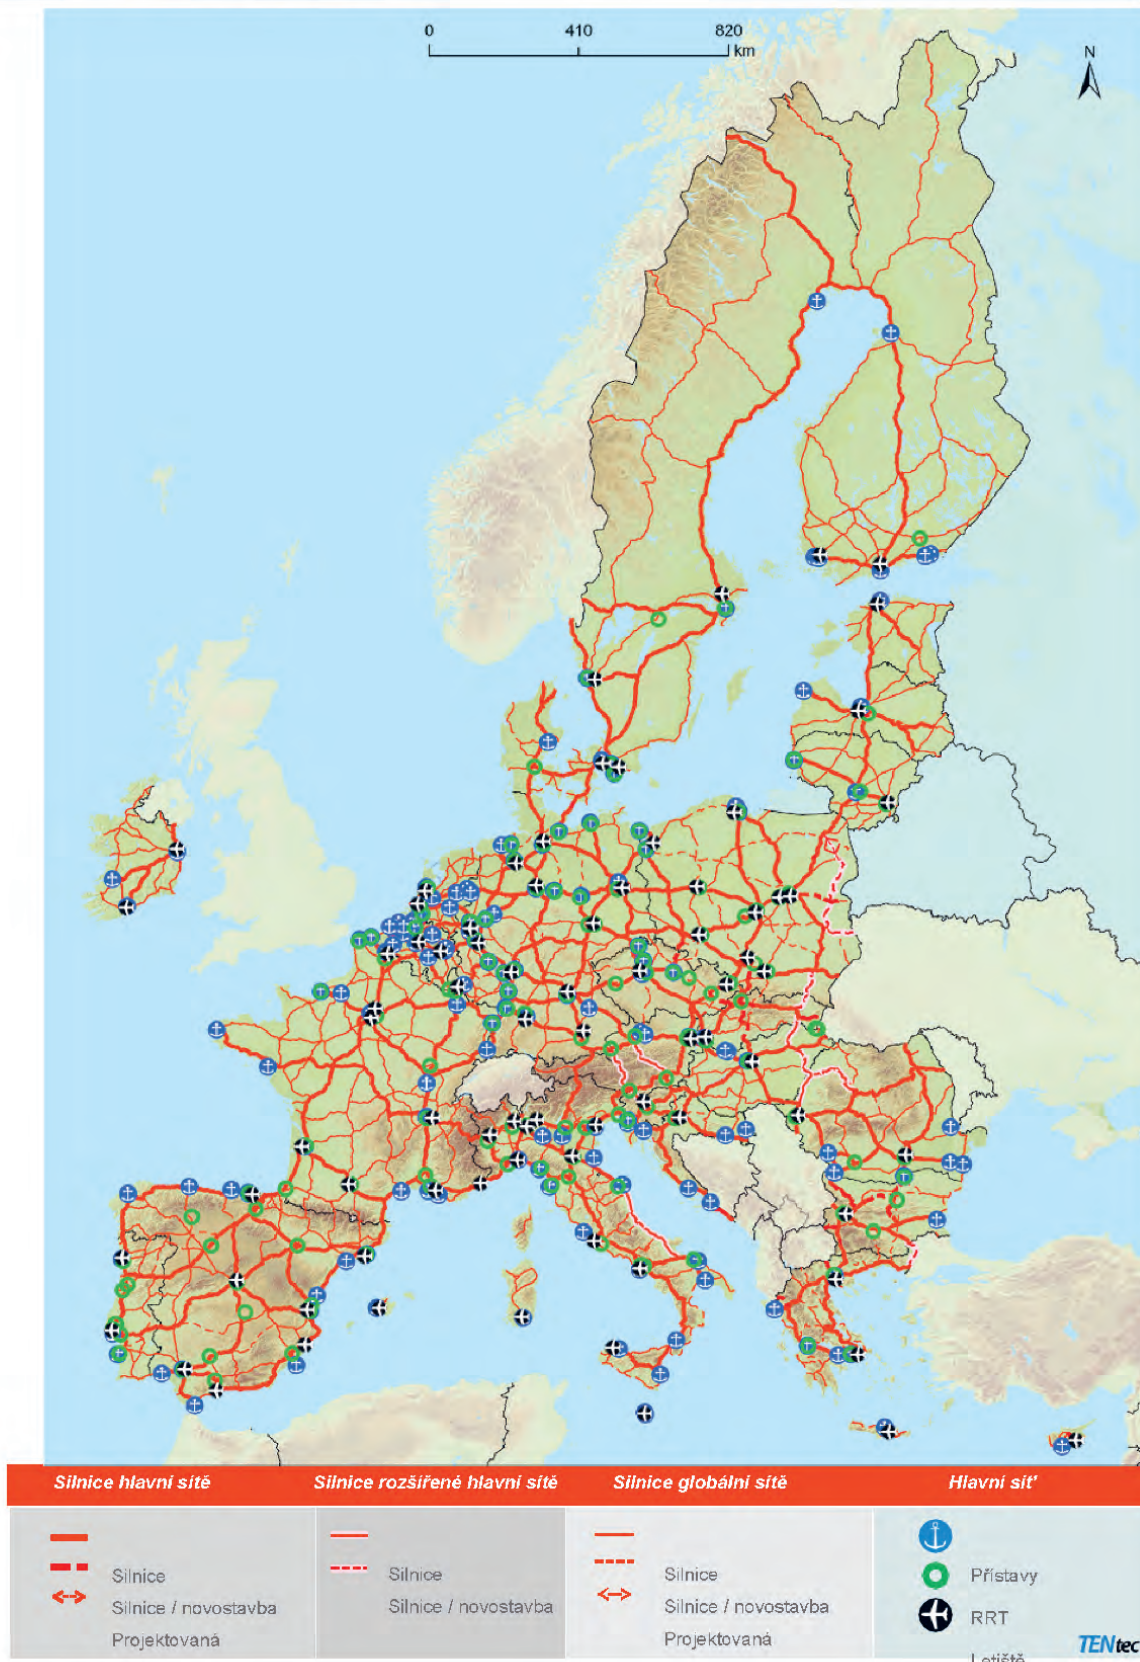 0 410 820
km
N
Silnice hlavní sítě
Silnice rozšířené hlavní sítě
Silnice globální sítě
Hlavní síť
Silnice
Silnice / novostavba
Projektovaná
Silnice
Silnice / novostavba
Silnice
Silnice / novostavba
Projektovaná
Přístavy
RRT
Letiště
TENtec